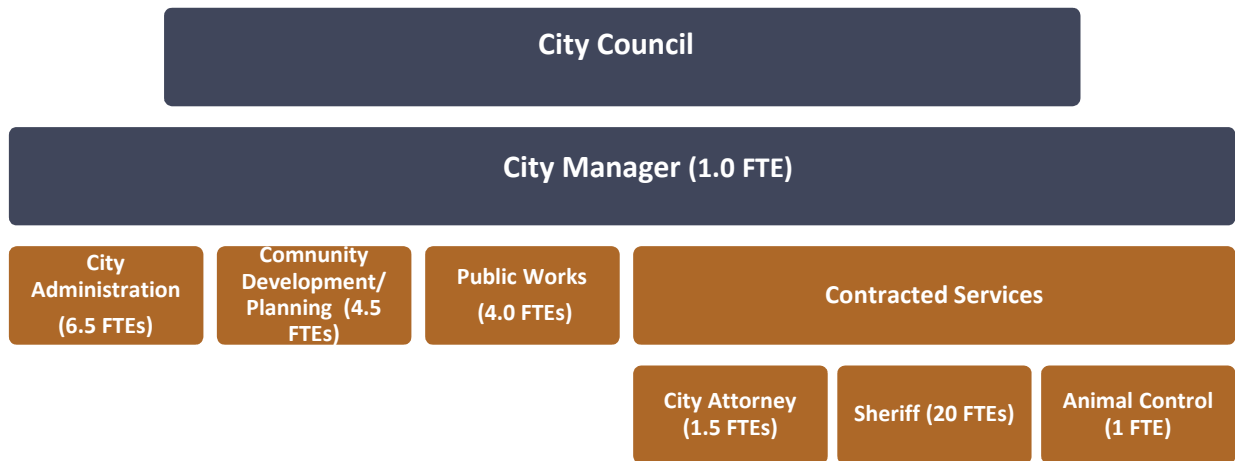 City Council
City Manager (1.0 FTE)
City
Administration
(6.5 FTEs)
Community
Development/
Planning (4.5
FTEs)
Public Works
(4.0 FTEs)
Contracted Services
City Attorney
(1.5 FTEs)
Sheriff (20 FTEs)
Animal Control
(1 FTE)